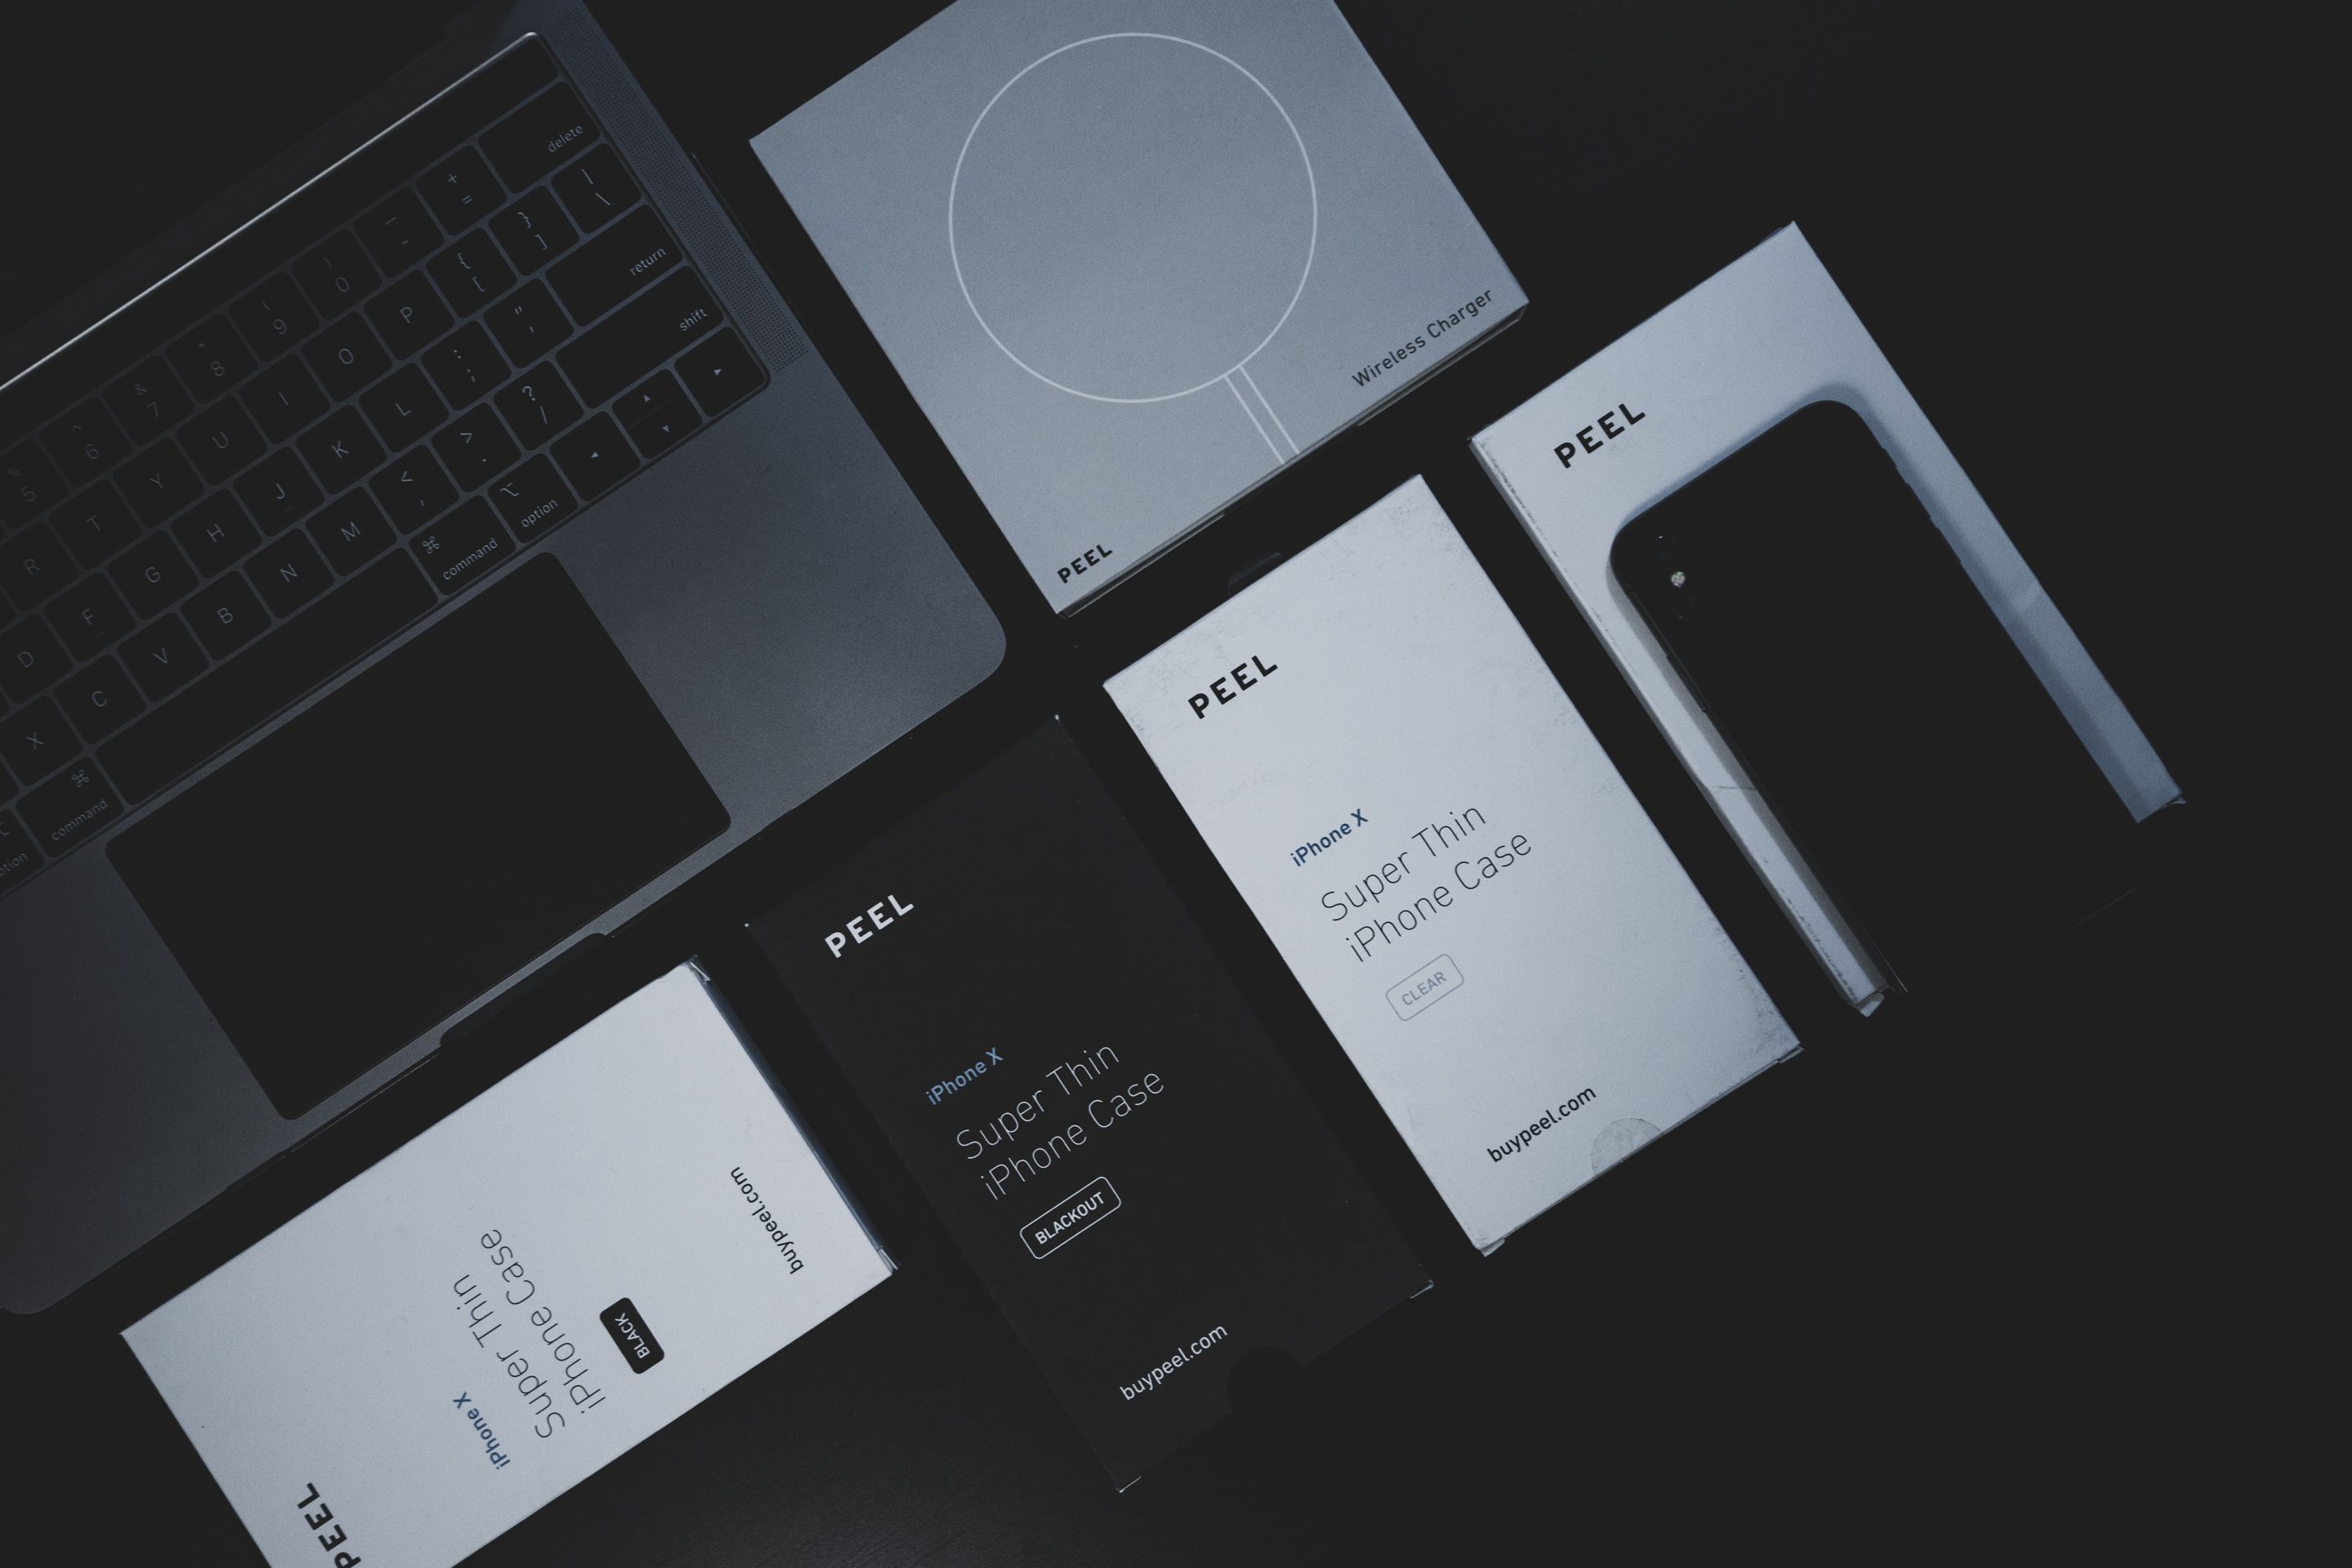 delete
+ =
— -
) 0
( 9
* 8
& 7
^ 6
% 5
| \
} ]
{ [
P
O
I
U
Y
T
R
return
" '
: ;
L
K
J
H
G
F
D
shift
? /
> .
< ,
M
N
B
V
C
X
option
command
command
Wireless Charger
PEEL
PEEL
PEEL
iPhone X
Super Thin
iPhone Case
CLEAR
buypeel.com
PEEL
iPhone X
Super Thin
iPhone Case
BLACKOUT
buypeel.com
PEEL
iPhone X
Super Thin
iPhone Case
BLACK
buypeel.com